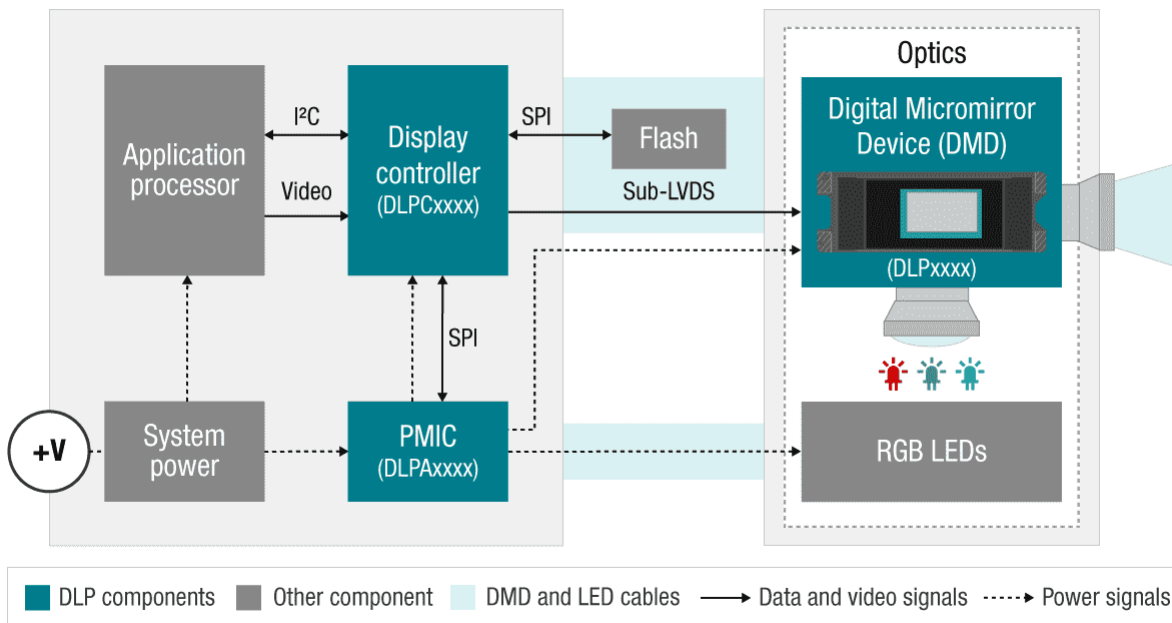 Optics
Application
processor
I²C
Video
Display
controller
(DLPCxxxx)
SPI
Flash
Sub-LVDS
Digital Micromirror
Device (DMD)
(DLPxxxx)
SPI
+V
System
power
PMIC
(DLPAxxxx)
RGB LEDs
DLP components
Other component
DMD and LED cables
Data and video signals
Power signals